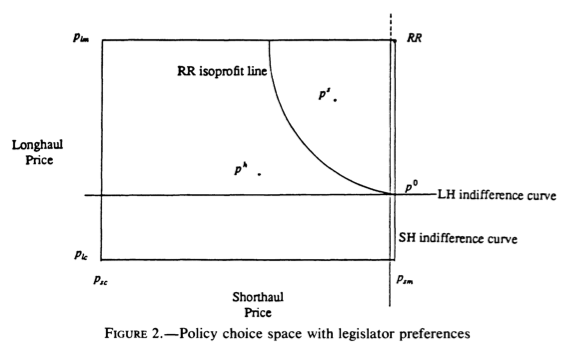 p_lm
RR
RR isoprofit line
p^s
Longhaul
Price
p^h
p^0
LH indifference curve
SH indifference curve
p_lc
p_sc
p_sm
Shorthaul
Price
FIGURE 2.—Policy choice space with legislator preferences